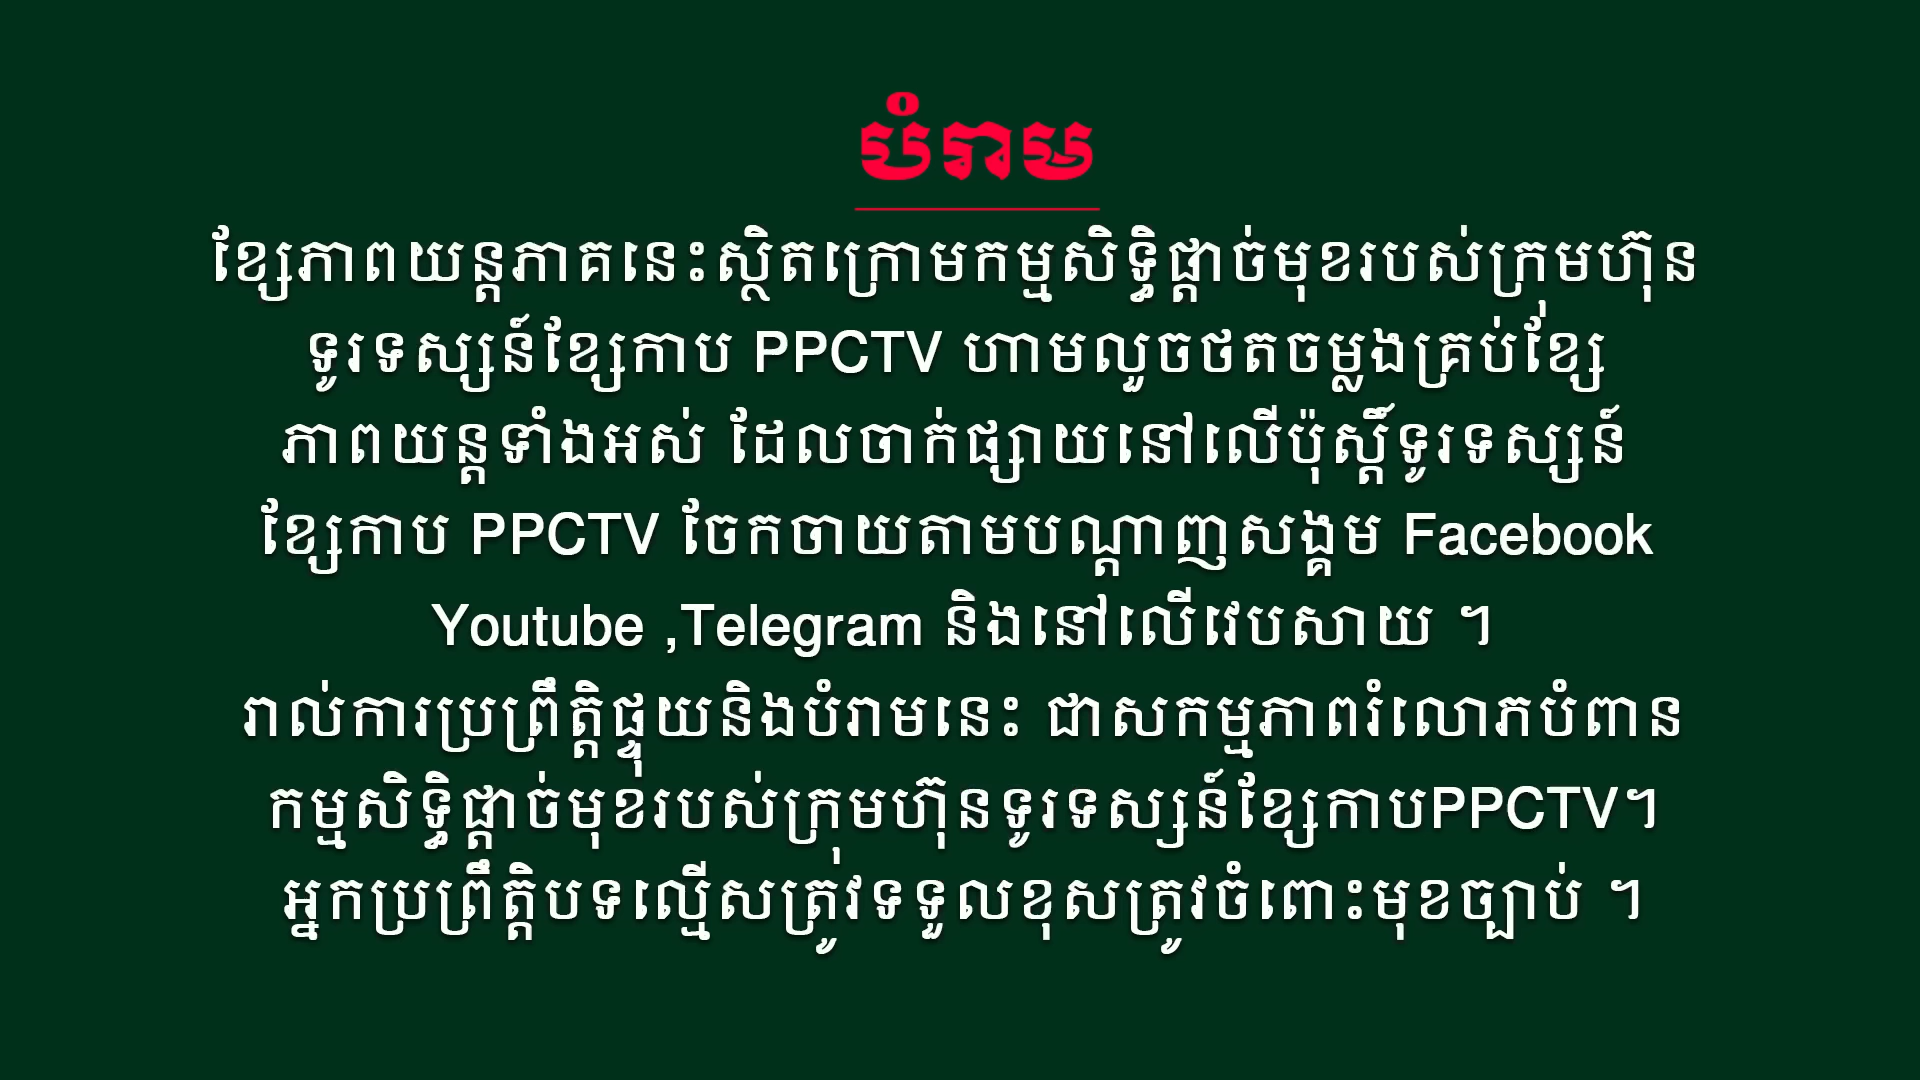 បំរាម
ខ្សែភាពយន្តភាគនេះស្ថិតក្រោមកម្មសិទ្ធិផ្តាច់មុខរបស់ក្រុមហ៊ុន
ទូរទស្សន៍ខ្សែកាប PPCTV ហាមលួចថតចម្លងគ្រប់ខ្សែ
ភាពយន្តទាំងអស់ ដែលចាក់ផ្សាយនៅលើប៉ុស្តិ៍ទូរទស្សន៍
ខ្សែកាប PPCTV ចែកចាយតាមបណ្តាញសង្គម Facebook
Youtube ,Telegram និងនៅលើវេបសាយ ។
រាល់ការប្រព្រឹត្តិផ្ទុយនិងបំរាមនេះ ជាសកម្មភាពរំលោភបំពាន
កម្មសិទ្ធិផ្តាច់មុខរបស់ក្រុមហ៊ុនទូរទស្សន៍ខ្សែកាបPPCTV។
អ្នកប្រព្រឹត្តិបទល្មើសត្រូវទទួលខុសត្រូវចំពោះមុខច្បាប់ ។